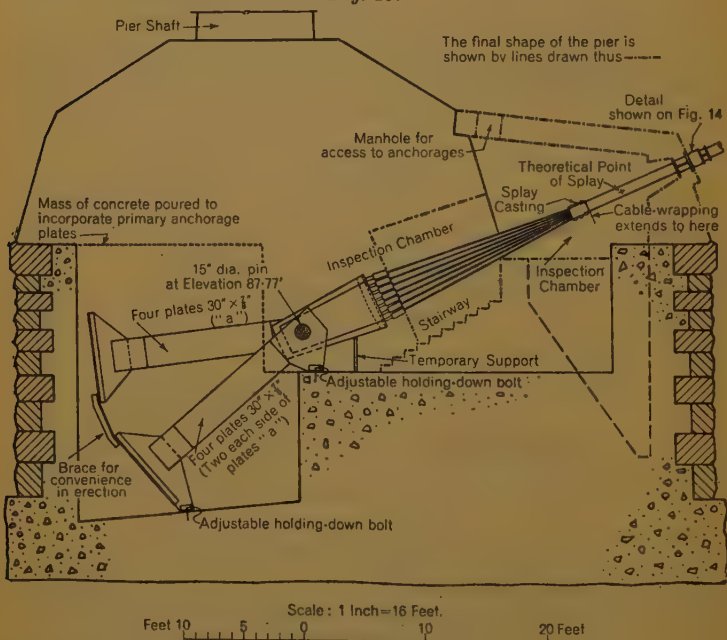 Pier Shaft
The final shape of the pier is
shown by lines drawn thus
Detail
shown on Fig. 14
Manhole for
access to anchorages
Theoretical Point
of Splay
Splay
Casting
Cable-wrapping
extends to here
Mass of concrete poured to
incorporate primary anchorage
plates
Inspection Chamber
Inspection
Chamber
15" dia. pin
at Elevation 87·77'
Stairway
Four plates 30" ×
("a")
Temporary Support
Adjustable holding-down bolt
Four plates 30" ×
(Two each side of
plates "a")
Brace for
convenience
in erection
Adjustable holding-down bolt
Scale: 1 Inch=16 Feet.
Feet 10 5 0 10 20 Feet